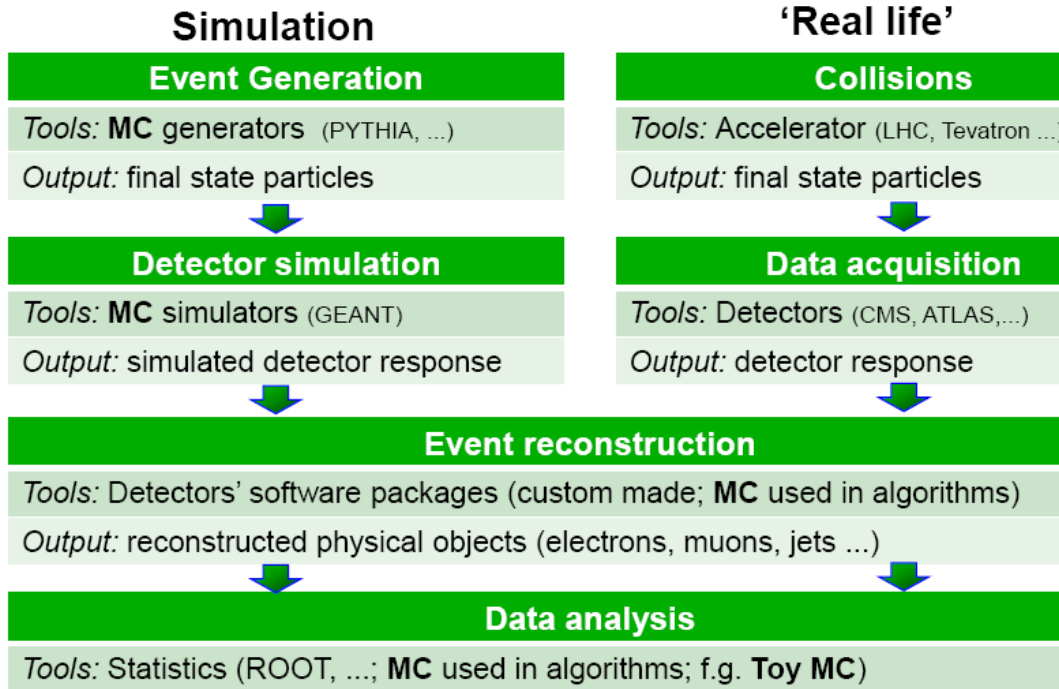 Simulation
'Real life'
Event Generation
Tools: MC generators (PYTHIA, ...)
Output: final state particles
Collisions
Tools: Accelerator (LHC, Tevatron ...)
Output: final state particles
Detector simulation
Tools: MC simulators (GEANT)
Output: simulated detector response
Data acquisition
Tools: Detectors (CMS, ATLAS,...)
Output: detector response
Event reconstruction
Tools: Detectors' software packages (custom made; MC used in algorithms)
Output: reconstructed physical objects (electrons, muons, jets ...)
Data analysis
Tools: Statistics (ROOT, ...; MC used in algorithms; f.g. Toy MC)